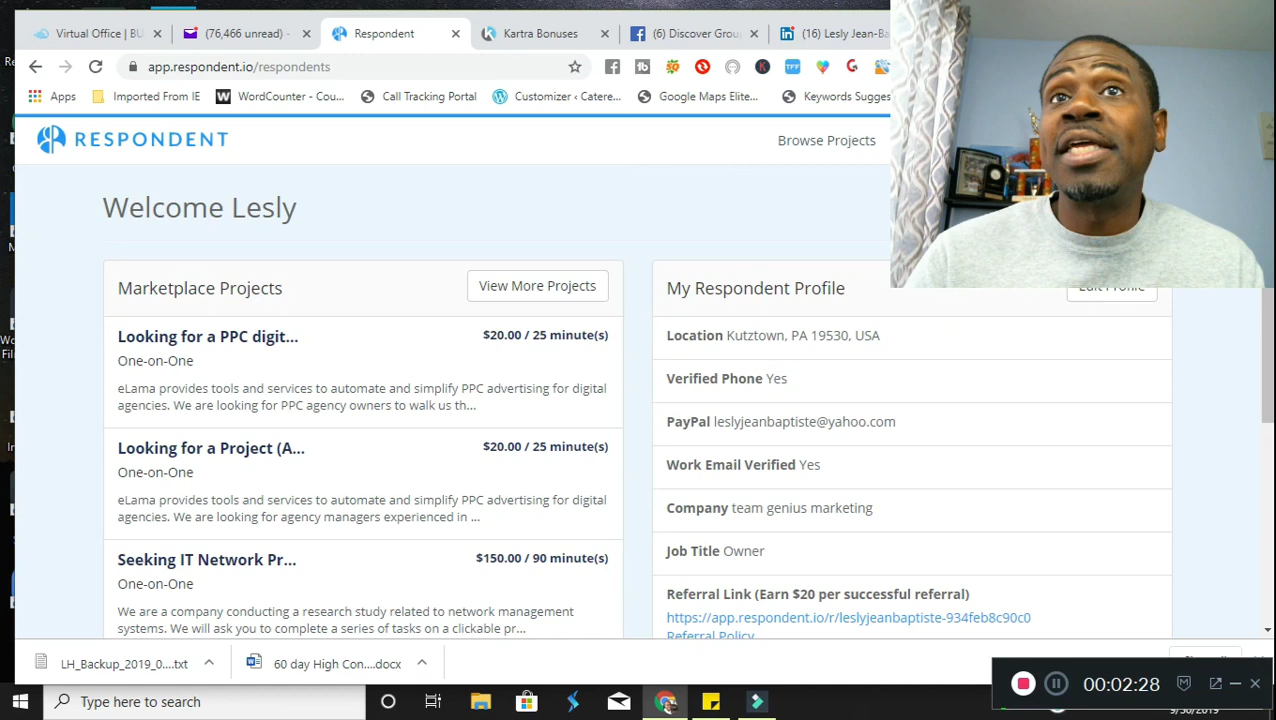 Virtual Office | BU
(76,466 unread) -
Respondent
Kartra Bonuses
(6) Discover Grou
(16) Lesly Jean-Ba
app.respondent.io/respondents
Apps
Imported From IE
WordCounter - Cou...
Call Tracking Portal
Customizer ‹ Catere...
Google Maps Elite...
Keywords Sugges
RESPONDENT
Browse Projects
Welcome Lesly
Marketplace Projects
View More Projects
Looking for a PPC digit...
$20.00 / 25 minute(s)
One-on-One
eLama provides tools and services to automate and simplify PPC advertising for digital
agencies. We are looking for PPC agency owners to walk us th...
Looking for a Project (A...
$20.00 / 25 minute(s)
One-on-One
eLama provides tools and services to automate and simplify PPC advertising for digital
agencies. We are looking for agency managers experienced in ...
Seeking IT Network Pr...
$150.00 / 90 minute(s)
One-on-One
We are a company conducting a research study related to network management
systems. We will ask you to complete a series of tasks on a clickable pr...
My Respondent Profile
Edit Profile
Location Kutztown, PA 19530, USA
Verified Phone Yes
PayPal leslyjeanbaptiste@yahoo.com
Work Email Verified Yes
Company team genius marketing
Job Title Owner
Referral Link (Earn $20 per successful referral)
https://app.respondent.io/r/leslyjeanbaptiste-934feb8c90c0
Referral Policy
LH_Backup_2019_0....txt
60 day High Con....docx
00:02:28
Type here to search
9/30/2019